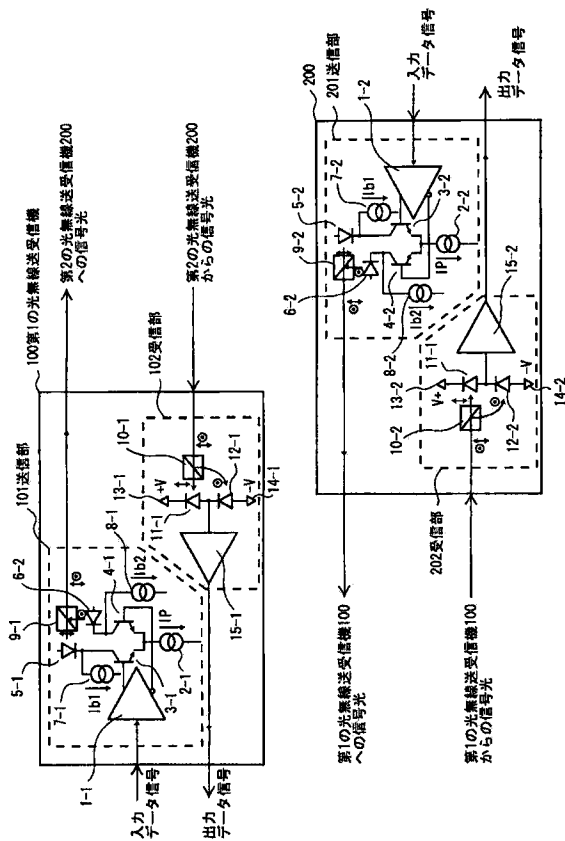 100第1の光無線送受信機
101送信部
6-2
9-1
5-1
7-1
Ib1
1-1
入力
データ信号
3-1
2-1
IP
4-1
8-1
Ib2
第2の光無線送受信機200
への信号光
第2の光無線送受信機200
からの信号光
102受信部
10-1
13-1
+V
11-1
12-1
-V
14-1
15-1
出力
データ信号
200
201送信部
1-2
入力
データ信号
出力
データ信号
7-2
5-2
9-2
6-2
Ib1
3-2
2-2
IP
4-2
Ib2
8-2
15-2
11-1
13-2
V+
10-2
12-2
-V
14-2
202受信部
第1の光無線送受信機100
への信号光
第1の光無線送受信機100
からの信号光